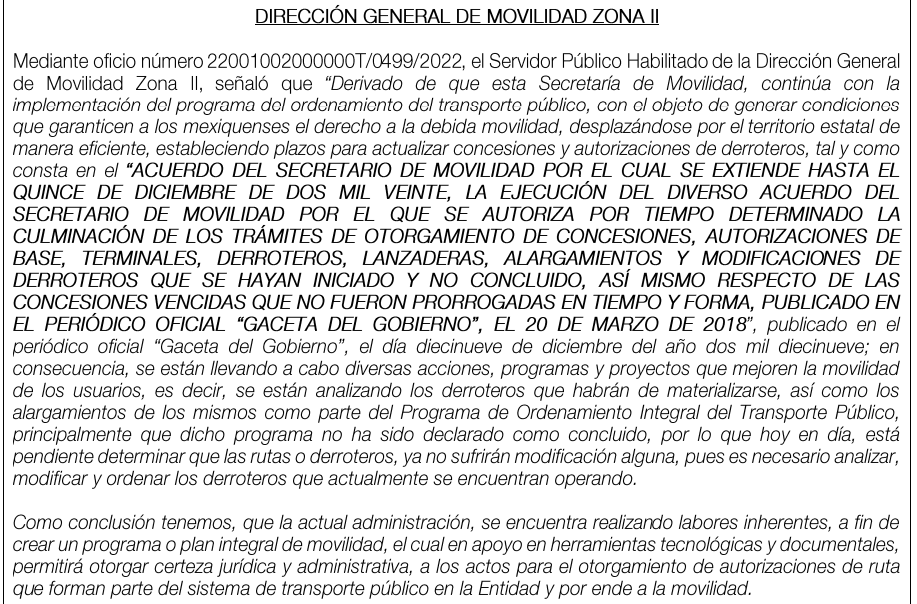 DIRECCIÓN GENERAL DE MOVILIDAD ZONA II
Mediante oficio número 22001002000000T/0499/2022, el Servidor Público Habilitado de la Dirección General
de Movilidad Zona II, señaló que “Derivado de que esta Secretaría de Movilidad, continúa con la
implementación del programa del ordenamiento del transporte público, con el objeto de generar condiciones
que garanticen a los mexiquenses el derecho a la debida movilidad, desplazándose por el territorio estatal de
manera eficiente, estableciendo plazos para actualizar concesiones y autorizaciones de derroteros, tal y como
consta en el “ACUERDO DEL SECRETARIO DE MOVILIDAD POR EL CUAL SE EXTIENDE HASTA EL
QUINCE DE DICIEMBRE DE DOS MIL VEINTE, LA EJECUCIÓN DEL DIVERSO ACUERDO DEL
SECRETARIO DE MOVILIDAD POR EL QUE SE AUTORIZA POR TIEMPO DETERMINADO LA
CULMINACIÓN DE LOS TRÁMITES DE OTORGAMIENTO DE CONCESIONES, AUTORIZACIONES DE
BASE, TERMINALES, DERROTEROS, LANZADERAS, ALARGAMIENTOS Y MODIFICACIONES DE
DERROTEROS QUE SE HAYAN INICIADO Y NO CONCLUIDO, ASÍ MISMO RESPECTO DE LAS
CONCESIONES VENCIDAS QUE NO FUERON PRORROGADAS EN TIEMPO Y FORMA, PUBLICADO EN
EL PERIÓDICO OFICIAL “GACETA DEL GOBIERNO”, EL 20 DE MARZO DE 2018”, publicado en el
periódico oficial “Gaceta del Gobierno”, el día diecinueve de diciembre del año dos mil diecinueve; en
consecuencia, se están llevando a cabo diversas acciones, programas y proyectos que mejoren la movilidad
de los usuarios, es decir, se están analizando los derroteros que habrán de materializarse, así como los
alargamientos de los mismos como parte del Programa de Ordenamiento Integral del Transporte Público,
principalmente que dicho programa no ha sido declarado como concluido, por lo que hoy en día, está
pendiente determinar que las rutas o derroteros, ya no sufrirán modificación alguna, pues es necesario analizar,
modificar y ordenar los derroteros que actualmente se encuentran operando.
Como conclusión tenemos, que la actual administración, se encuentra realizando labores inherentes, a fin de
crear un programa o plan integral de movilidad, el cual en apoyo en herramientas tecnológicas y documentales,
permitirá otorgar certeza jurídica y administrativa, a los actos para el otorgamiento de autorizaciones de ruta
que forman parte del sistema de transporte público en la Entidad y por ende a la movilidad.